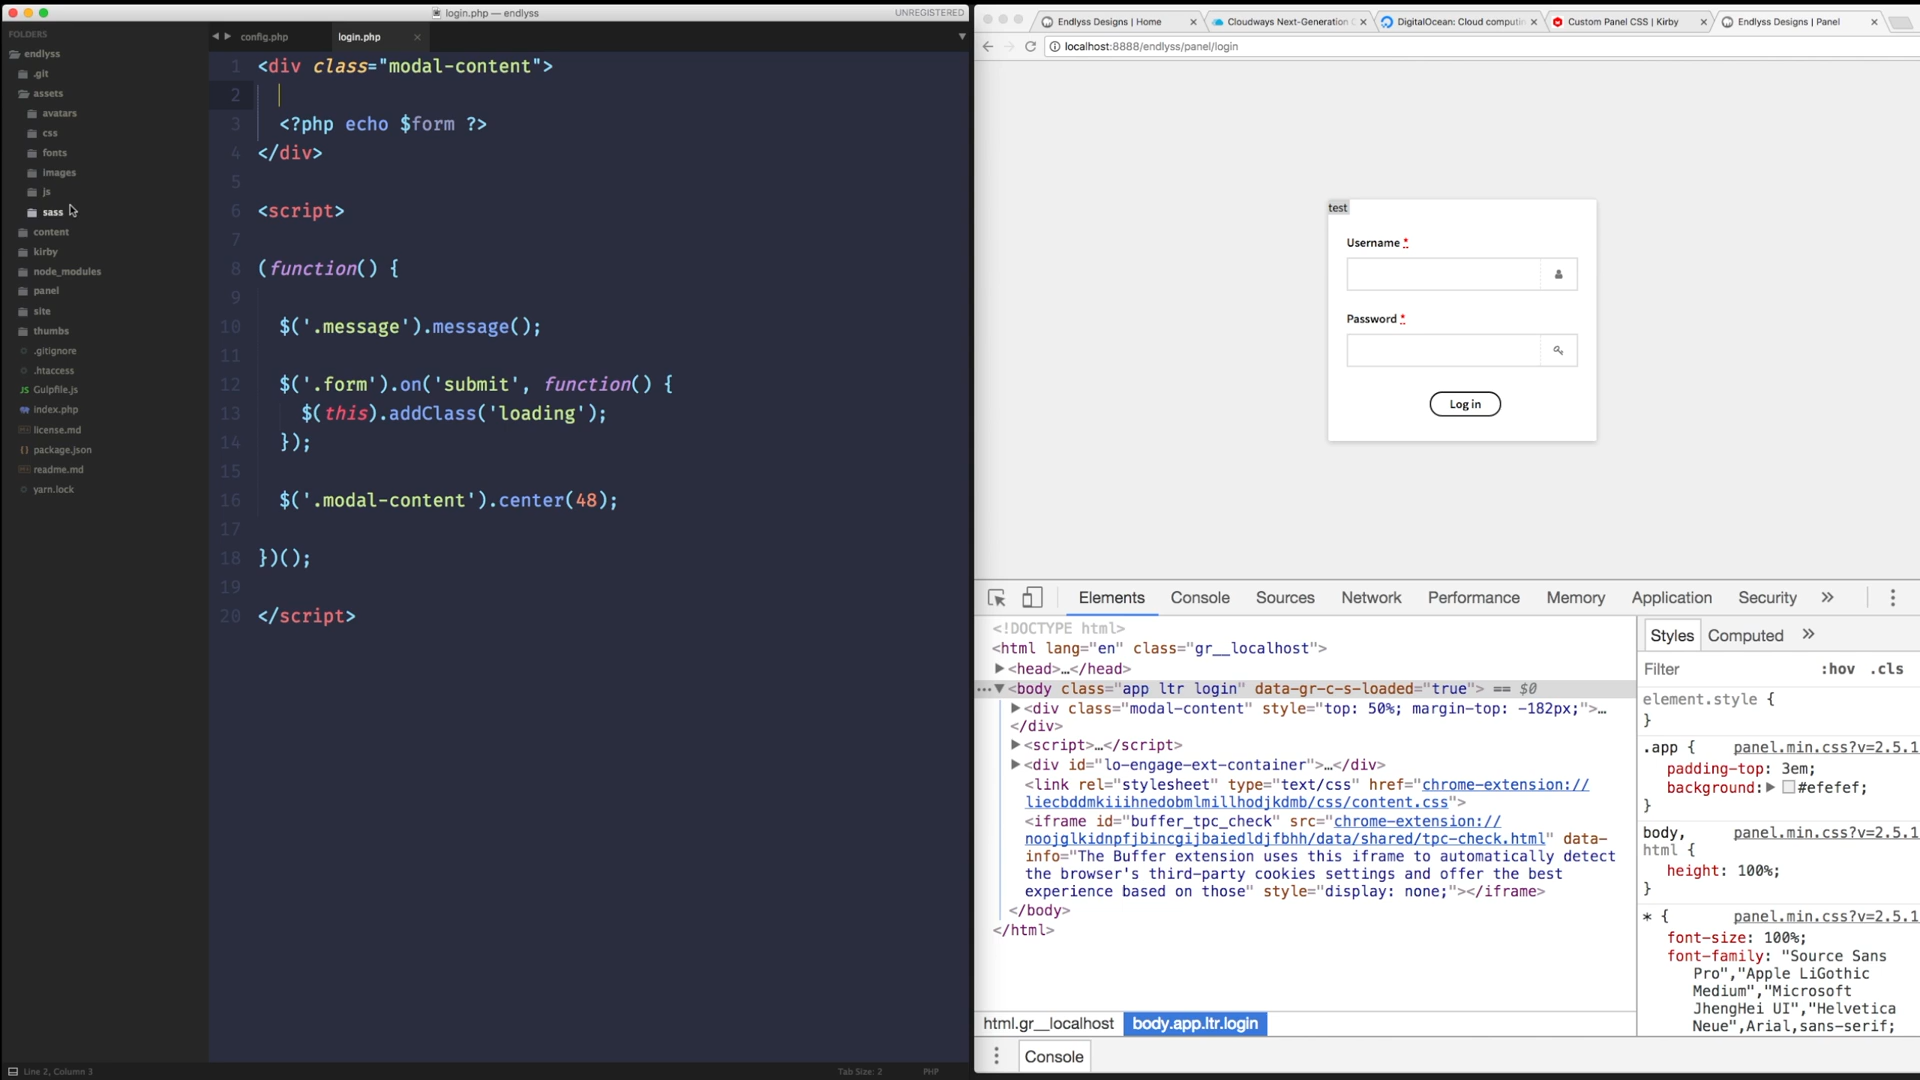 login.php — endlyss
UNREGISTERED
FOLDERS
endlyss
.git
assets
avatars
css
fonts
images
js
sass
content
kirby
node_modules
panel
site
thumbs
.gitignore
.htaccess
JS Gulpfile.js
index.php
license.md
package.json
readme.md
yarn.lock
config.php
login.php
1 <div class="modal-content">
2
3 <?php echo $form ?>
4 </div>
5
6 <script>
7
8 (function() {
9
10 $('.message').message();
11
12 $('.form').on('submit', function() {
13 $(this).addClass('loading');
14 });
15
16 $('.modal-content').center(48);
17
18 })();
19
20 </script>
Line 2, Column 3
Tab Size: 2
PHP
Endlyss Designs | Home
Cloudways Next-Generation
DigitalOcean: Cloud computin
Custom Panel CSS | Kirby
Endlyss Designs | Panel
localhost:8888/endlyss/panel/login
test
Username *
Password *
Log in
Elements Console Sources Network Performance Memory Application Security »
<!DOCTYPE html>
<html lang="en" class="gr__localhost">
<head>…</head>
<body class="app ltr login" data-gr-c-s-loaded="true"> == $0
<div class="modal-content" style="top: 50%; margin-top: -182px;">…
</div>
<script>…</script>
<div id="lo-engage-ext-container">…</div>
<link rel="stylesheet" type="text/css" href="chrome-extension://
liecbddmkiiihnedobmlmillhodjkdmb/css/content.css">
<iframe id="buffer_tpc_check" src="chrome-extension://
noojglkidnpfjbincgijbaiedldjfbhh/data/shared/tpc-check.html" data-
info="The Buffer extension uses this iframe to automatically detect
the browser's third-party cookies settings and offer the best
experience based on those" style="display: none;"></iframe>
</body>
</html>
html.gr__localhost body.app.ltr.login
Console
Styles Computed »
Filter :hov .cls
element.style {
}
.app { panel.min.css?v=2.5.1
padding-top: 3em;
background: #efefef;
}
body, panel.min.css?v=2.5.1
html {
height: 100%;
}
* { panel.min.css?v=2.5.1
font-size: 100%;
font-family: "Source Sans
Pro","Apple LiGothic
Medium","Microsoft
JhengHei UI","Helvetica
Neue",Arial,sans-serif;